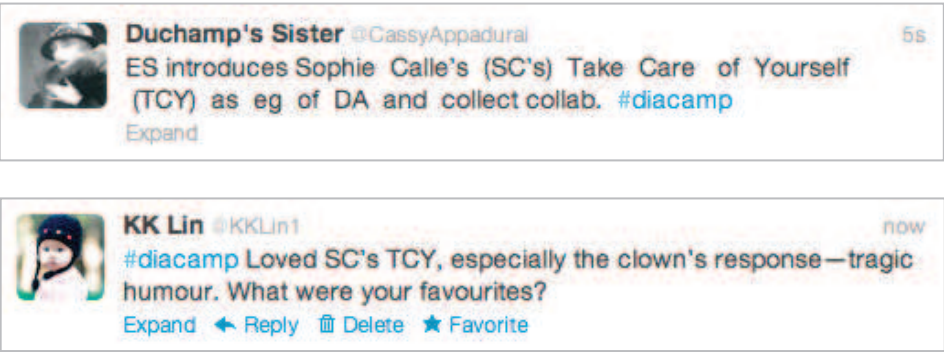 Duchamp's Sister @CassyAppadurai 5s
ES introduces Sophie Calle's (SC's) Take Care of Yourself
(TCY) as eg of DA and collect collab. #diacamp
Expand
KK Lin @KKLin1 now
#diacamp Loved SC's TCY, especially the clown's response—tragic
humour. What were your favourites?
Expand Reply Delete Favorite